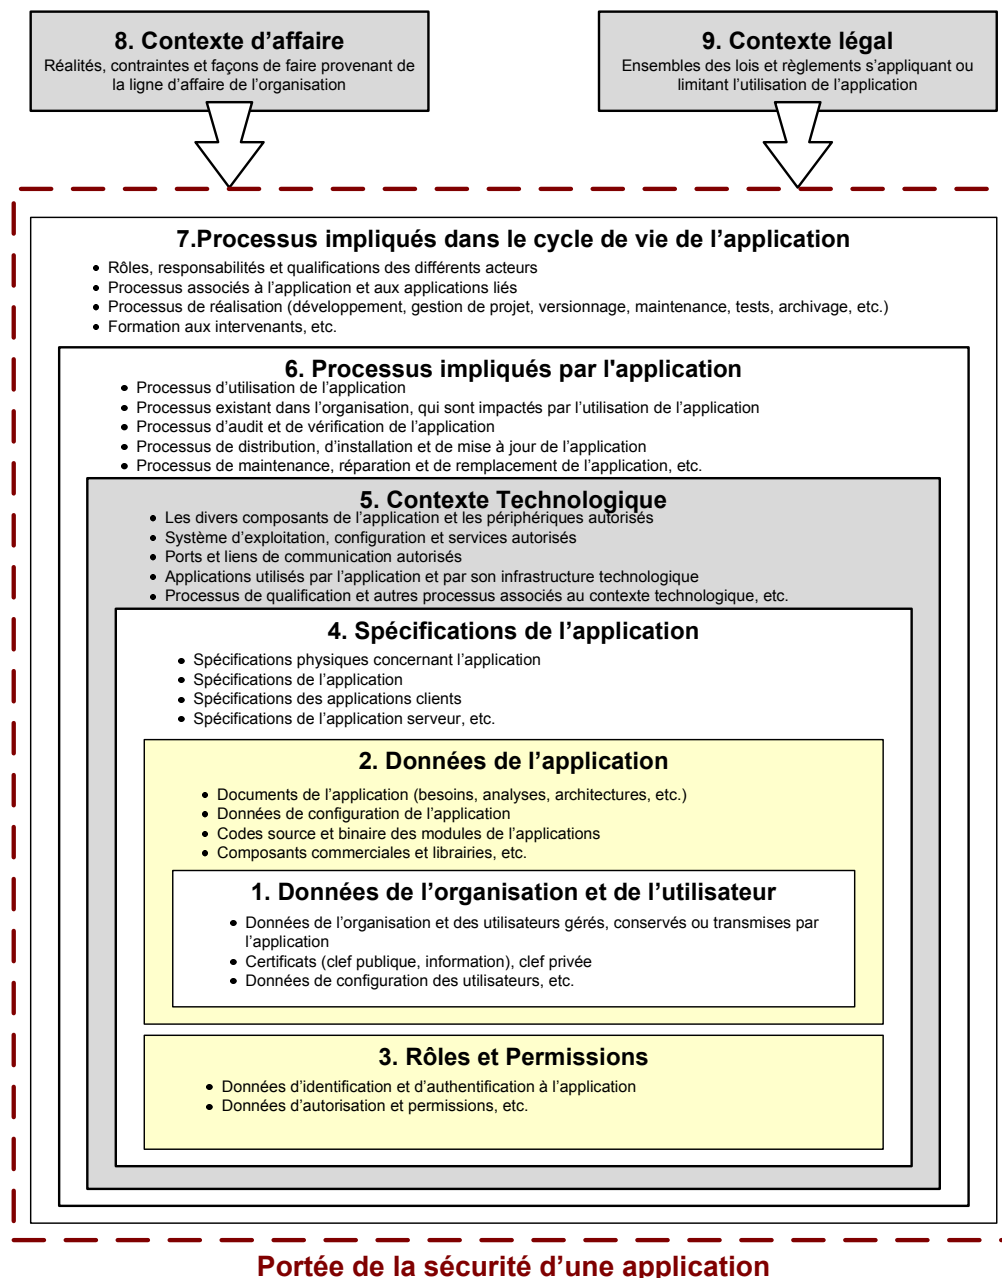 8. Contexte d’affaire
Réalités, contraintes et façons de faire provenant de
la ligne d’affaire de l’organisation
9. Contexte légal
Ensembles des lois et règlements s’appliquant ou
limitant l’utilisation de l’application
7.Processus impliqués dans le cycle de vie de l’application
• Rôles, responsabilités et qualifications des différents acteurs
• Processus associés à l’application et aux applications liés
• Processus de réalisation (développement, gestion de projet, versionnage, maintenance, tests, archivage, etc.)
• Formation aux intervenants, etc.
6. Processus impliqués par l'application
• Processus d’utilisation de l’application
• Processus existant dans l’organisation, qui sont impactés par l’utilisation de l’application
• Processus d’audit et de vérification de l’application
• Processus de distribution, d’installation et de mise à jour de l’application
• Processus de maintenance, réparation et de remplacement de l’application, etc.
5. Contexte Technologique
• Les divers composants de l’application et les périphériques autorisés
• Système d’exploitation, configuration et services autorisés
• Ports et liens de communication autorisés
• Applications utilisés par l’application et par son infrastructure technologique
• Processus de qualification et autres processus associés au contexte technologique, etc.
4. Spécifications de l’application
• Spécifications physiques concernant l’application
• Spécifications de l’application
• Spécifications des applications clients
• Spécifications de l’application serveur, etc.
2. Données de l’application
• Documents de l’application (besoins, analyses, architectures, etc.)
• Données de configuration de l’application
• Codes source et binaire des modules de l’applications
• Composants commerciales et librairies, etc.
1. Données de l’organisation et de l’utilisateur
• Données de l’organisation et des utilisateurs gérés, conservés ou transmises par
l’application
• Certificats (clef publique, information), clef privée
• Données de configuration des utilisateurs, etc.
3. Rôles et Permissions
• Données d’identification et d’authentification à l’application
• Données d’autorisation et permissions, etc.
Portée de la sécurité d’une application